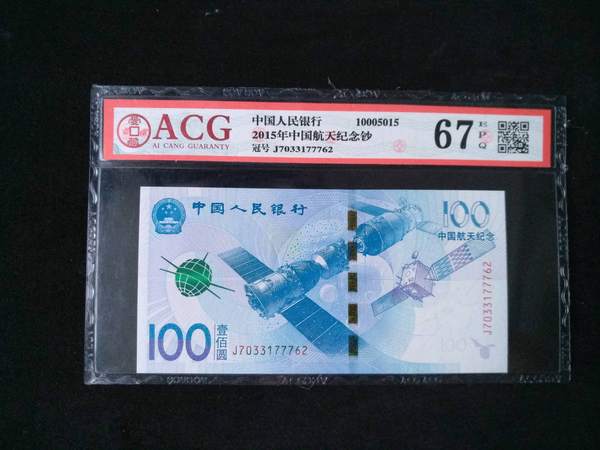 ACG
AI CANG GUARANTY
中国人民银行 10005015
2015年中国航天纪念钞
冠号 J7033177762
67 EPQ
中国人民银行
100
中国航天纪念
J7033177762
100 壹佰圆
J7033177762